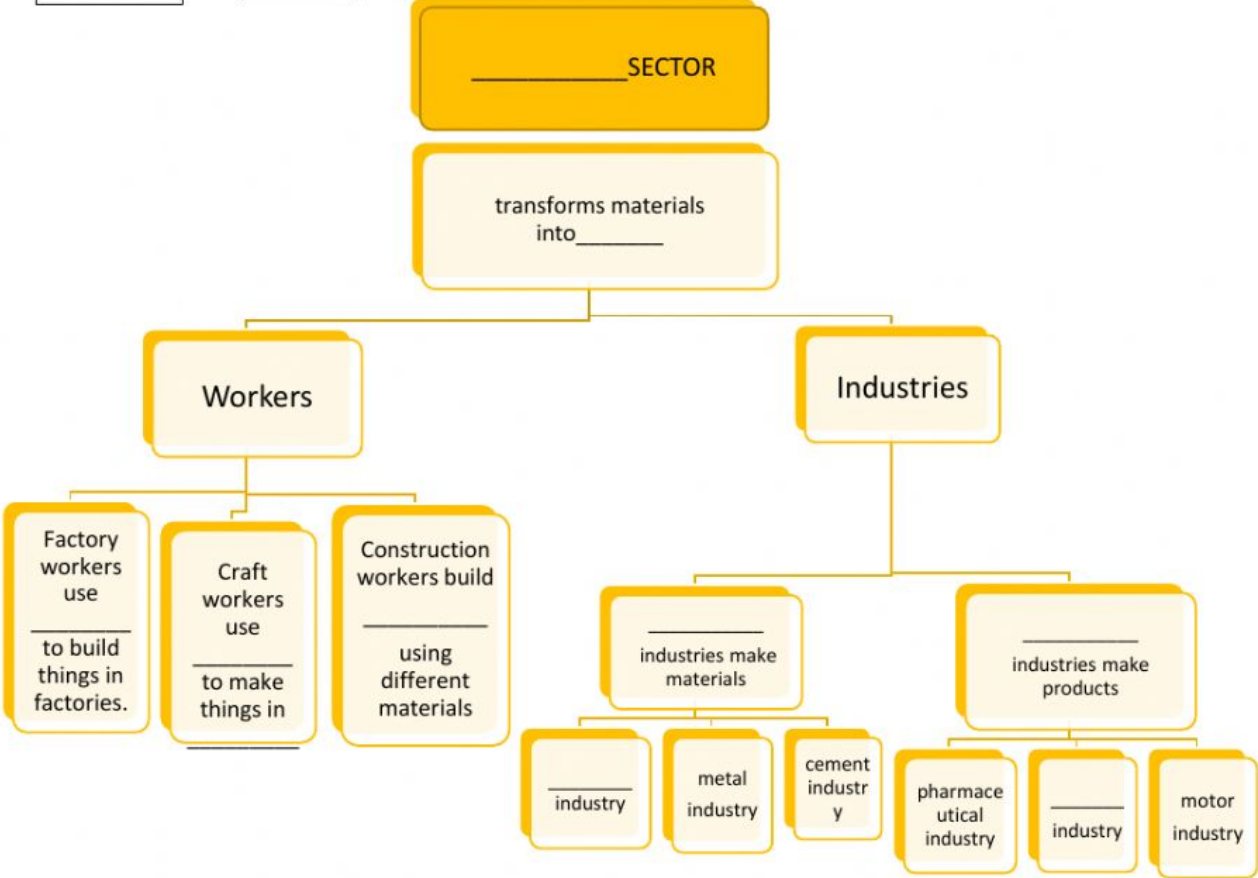 ____________SECTOR
transforms materials
into_______
Workers
Industries
Factory
workers
use
________
to build
things in
factories.
Craft
workers
use
________
to make
things in
_________
Construction
workers build
__________
using
different
materials
__________
industries make
materials
__________
industries make
products
_______
industry
metal
industry
cement
industr
y
pharmace
utical
industry
______
industry
motor
industry